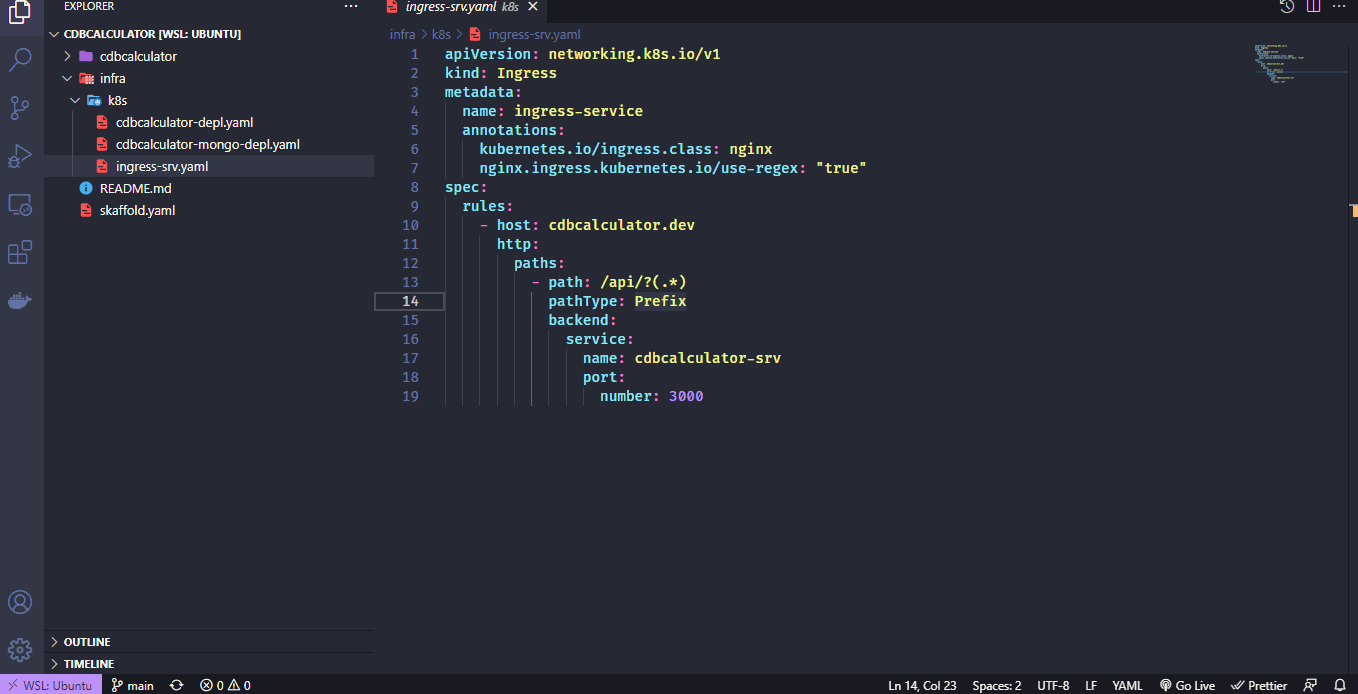 EXPLORER
CDBCALCULATOR [WSL: UBUNTU]
cdbcalculator
infra
k8s
cdbcalculator-depl.yaml
cdbcalculator-mongo-depl.yaml
ingress-srv.yaml
README.md
skaffold.yaml
OUTLINE
TIMELINE
ingress-srv.yaml k8s
infra > k8s > ingress-srv.yaml
1 apiVersion: networking.k8s.io/v1
2 kind: Ingress
3 metadata:
4 name: ingress-service
5 annotations:
6 kubernetes.io/ingress.class: nginx
7 nginx.ingress.kubernetes.io/use-regex: "true"
8 spec:
9 rules:
10 - host: cdbcalculator.dev
11 http:
12 paths:
13 - path: /api/?(.*)
14 pathType: Prefix
15 backend:
16 service:
17 name: cdbcalculator-srv
18 port:
19 number: 3000
WSL: Ubuntu main 0 0 Ln 14, Col 23 Spaces: 2 UTF-8 LF YAML Go Live Prettier